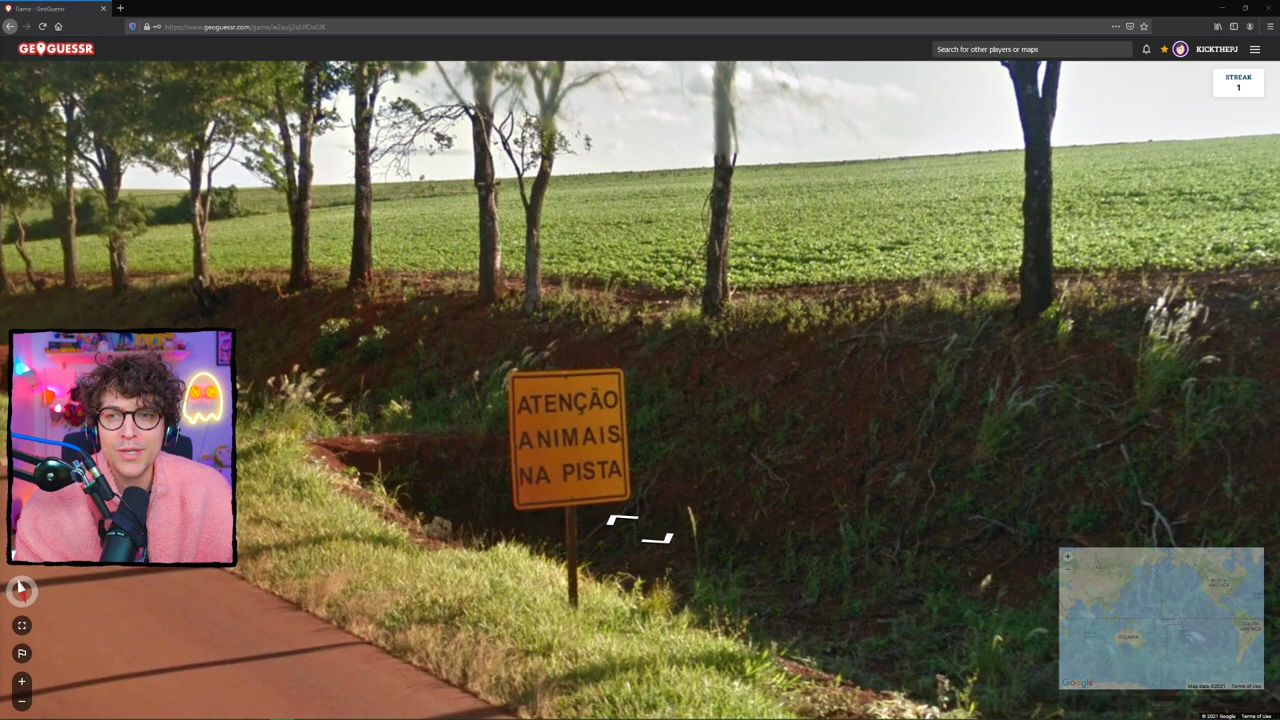 Game - GeoGuessr
https://www.geoguessr.com/game/
GEOGUESSR
Search for other players or maps
KICKTHEPJ
STREAK
1
ATENÇÃO
ANIMAIS
NA PISTA
ASIA
NORTH
AMERICA
OCEANIA
SOUTH
AMERICA
Google
Map data ©2021
Terms of Use
© 2021 Google
Terms of Use